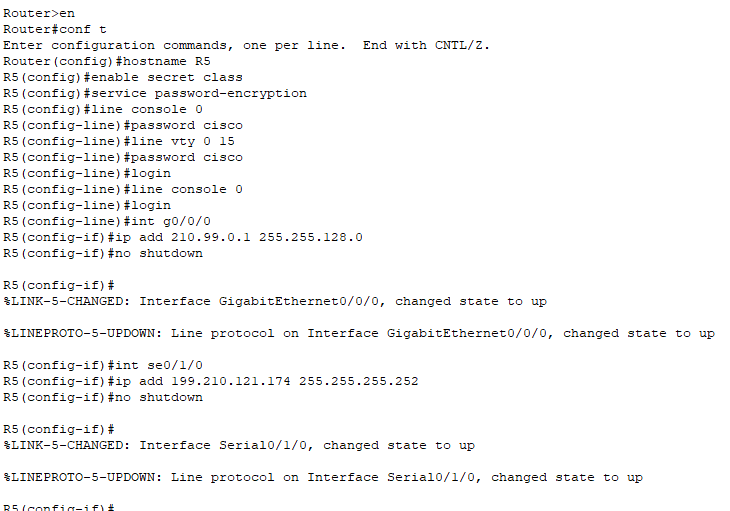 Router>en
Router#conf t
Enter configuration commands, one per line.  End with CNTL/Z.
Router(config)#hostname R5
R5(config)#enable secret class
R5(config)#service password-encryption
R5(config)#line console 0
R5(config-line)#password cisco
R5(config-line)#line vty 0 15
R5(config-line)#password cisco
R5(config-line)#login
R5(config-line)#line console 0
R5(config-line)#login
R5(config-line)#int g0/0/0
R5(config-if)#ip add 210.99.0.1 255.255.128.0
R5(config-if)#no shutdown
R5(config-if)#
%LINK-5-CHANGED: Interface GigabitEthernet0/0/0, changed state to up
%LINEPROTO-5-UPDOWN: Line protocol on Interface GigabitEthernet0/0/0, changed state to up
R5(config-if)#int se0/1/0
R5(config-if)#ip add 199.210.121.174 255.255.255.252
R5(config-if)#no shutdown
R5(config-if)#
%LINK-5-CHANGED: Interface Serial0/1/0, changed state to up
%LINEPROTO-5-UPDOWN: Line protocol on Interface Serial0/1/0, changed state to up
R5(config-if)#